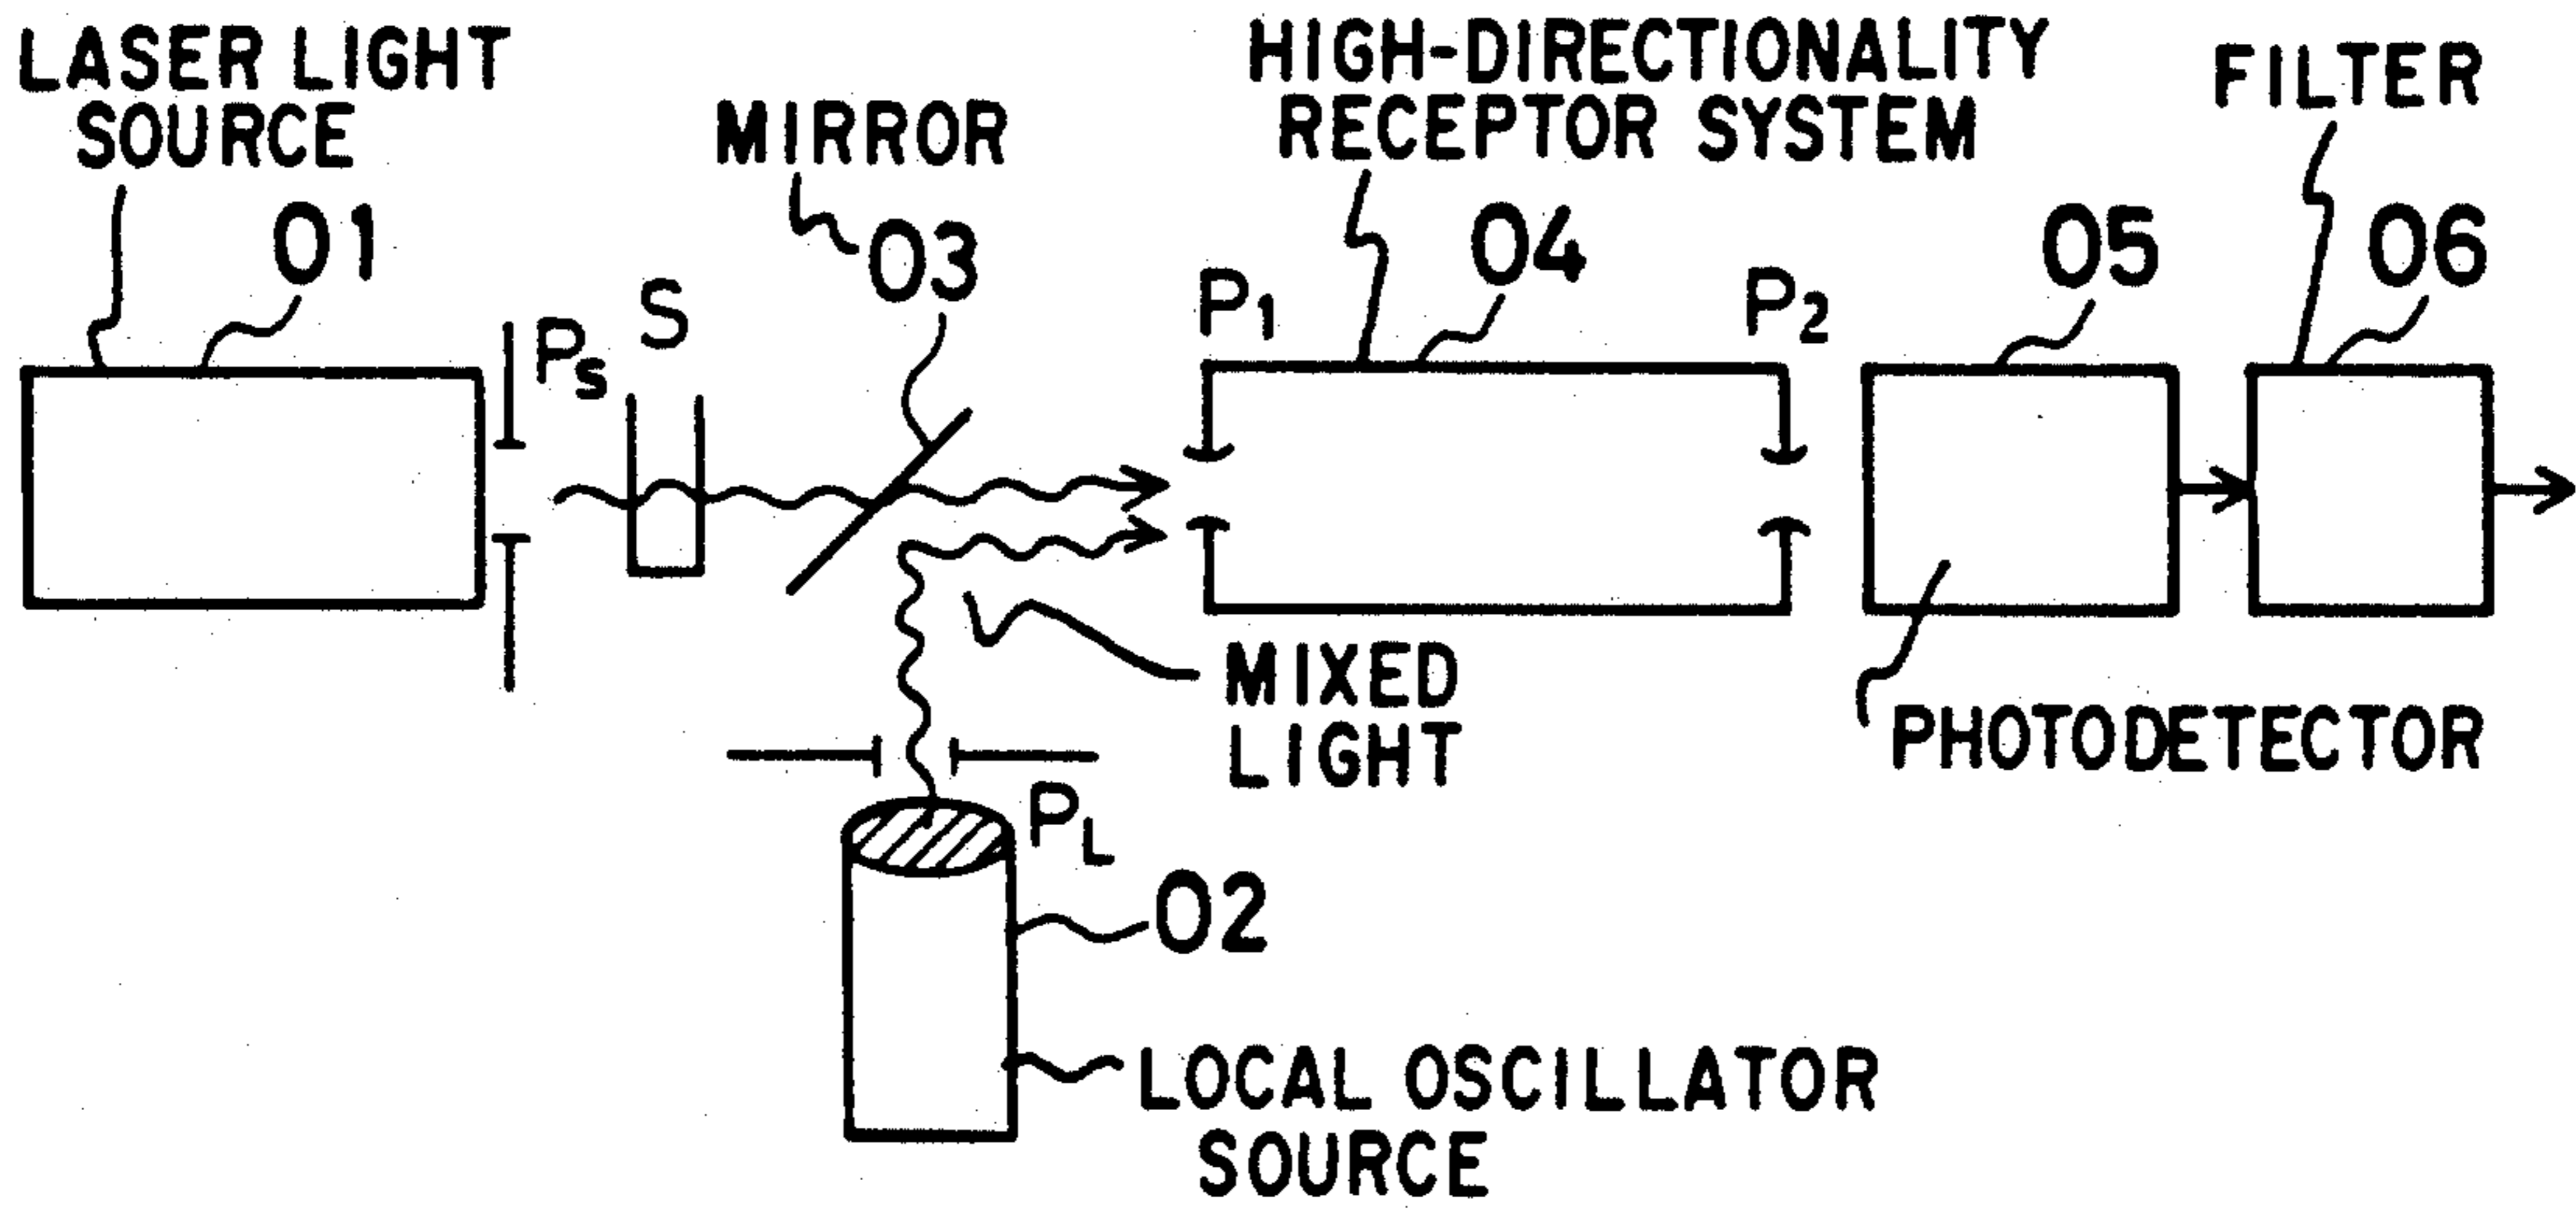 LASER LIGHT
SOURCE
01
MIRROR
03
HIGH-DIRECTIONALITY
RECEPTOR SYSTEM
04
FILTER
05
06
PS
S
P1
P2
MIXED
LIGHT
PHOTODETECTOR
PL
02
LOCAL OSCILLATOR
SOURCE